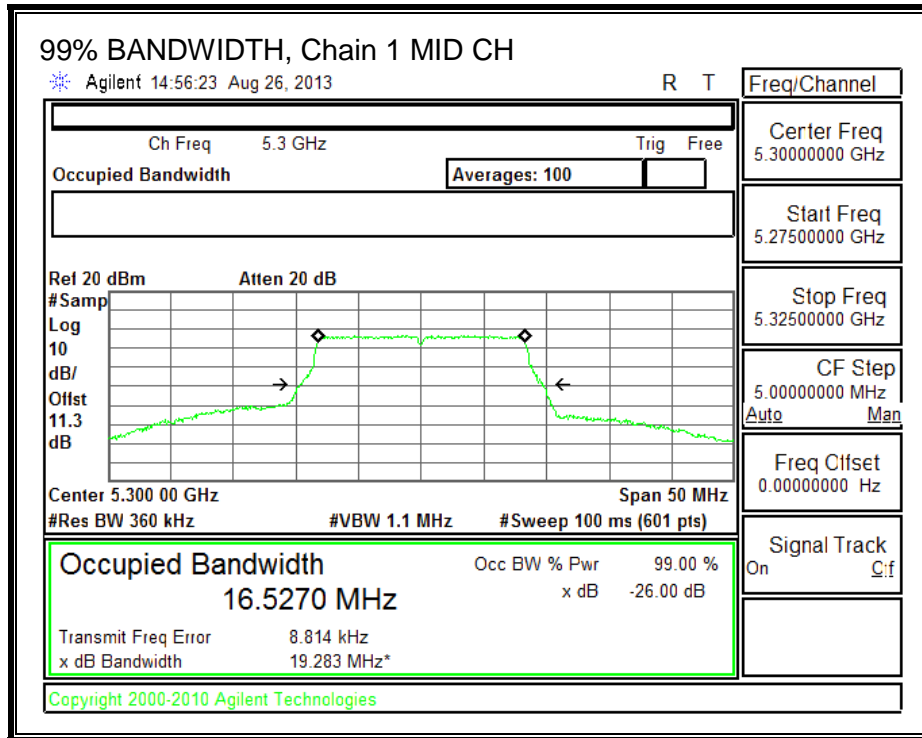 99% BANDWIDTH, Chain 1 MID CH
Agilent 14:56:23 Aug 26, 2013 R T
Freq/Channel
Ch Freq 5.3 GHz Trig Free
Occupied Bandwidth Averages: 100
Center Freq
5.30000000 GHz
Start Freq
5.27500000 GHz
Stop Freq
5.32500000 GHz
CF Step
5.00000000 MHz
Auto Man
Freq Offset
0.00000000 Hz
Signal Track
On Off
Ref 20 dBm Atten 20 dB
#Samp
Log
10
dB/
Offst
11.3
dB
Center 5.300 00 GHz Span 50 MHz
#Res BW 360 kHz #VBW 1.1 MHz #Sweep 100 ms (601 pts)
Occupied Bandwidth Occ BW % Pwr 99.00 %
16.5270 MHz x dB -26.00 dB
Transmit Freq Error 8.814 kHz
x dB Bandwidth 19.283 MHz*
Copyright 2000-2010 Agilent Technologies